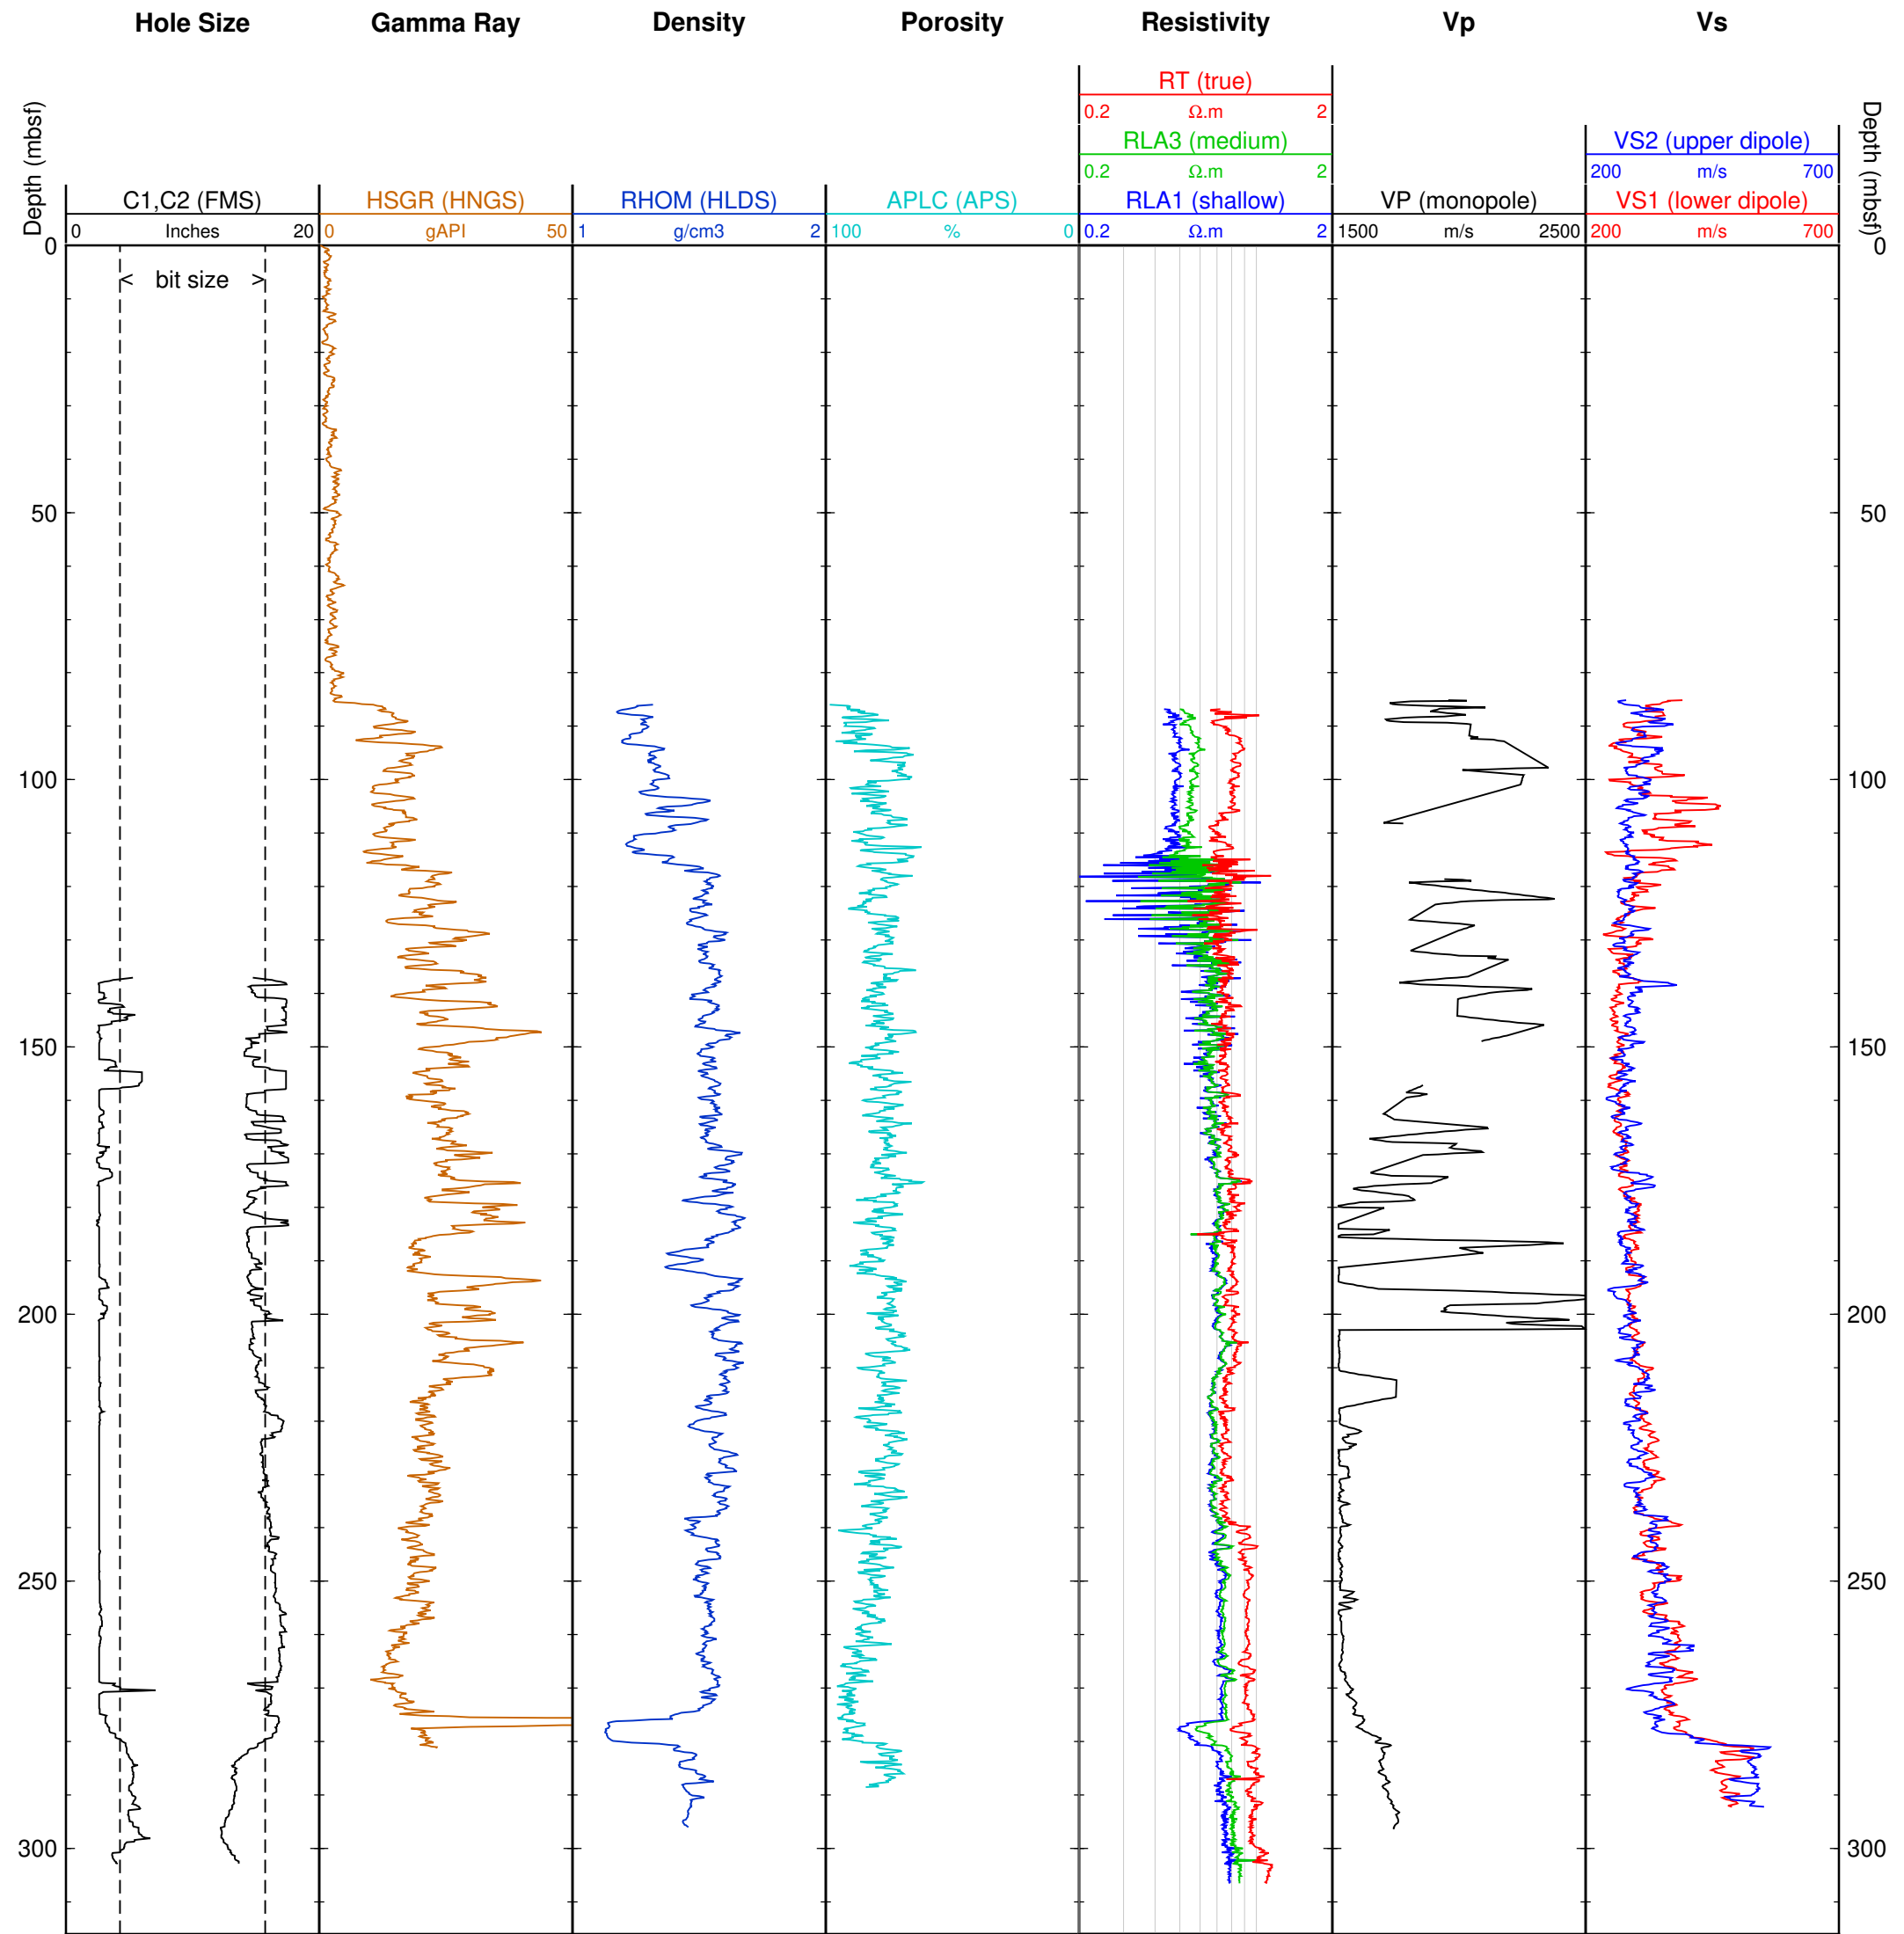 Hole Size Gamma Ray Density Porosity Resistivity Vp Vs
RT (true)
0.2 Ω.m 2
RLA3 (medium) VS2 (upper dipole)
0.2 Ω.m 2 200 m/s 700
C1,C2 (FMS) HSGR (HNGS) RHOM (HLDS) APLC (APS) RLA1 (shallow) VP (monopole) VS1 (lower dipole)
0 Inches 20 0 gAPI 50 1 g/cm3 2 100 % 0 0.2 Ω.m 2 1500 m/s 2500 200 m/s 700
Depth (mbsf) Depth (mbsf)
0 0
< bit size >
50 50
100 100
150 150
200 200
250 250
300 300